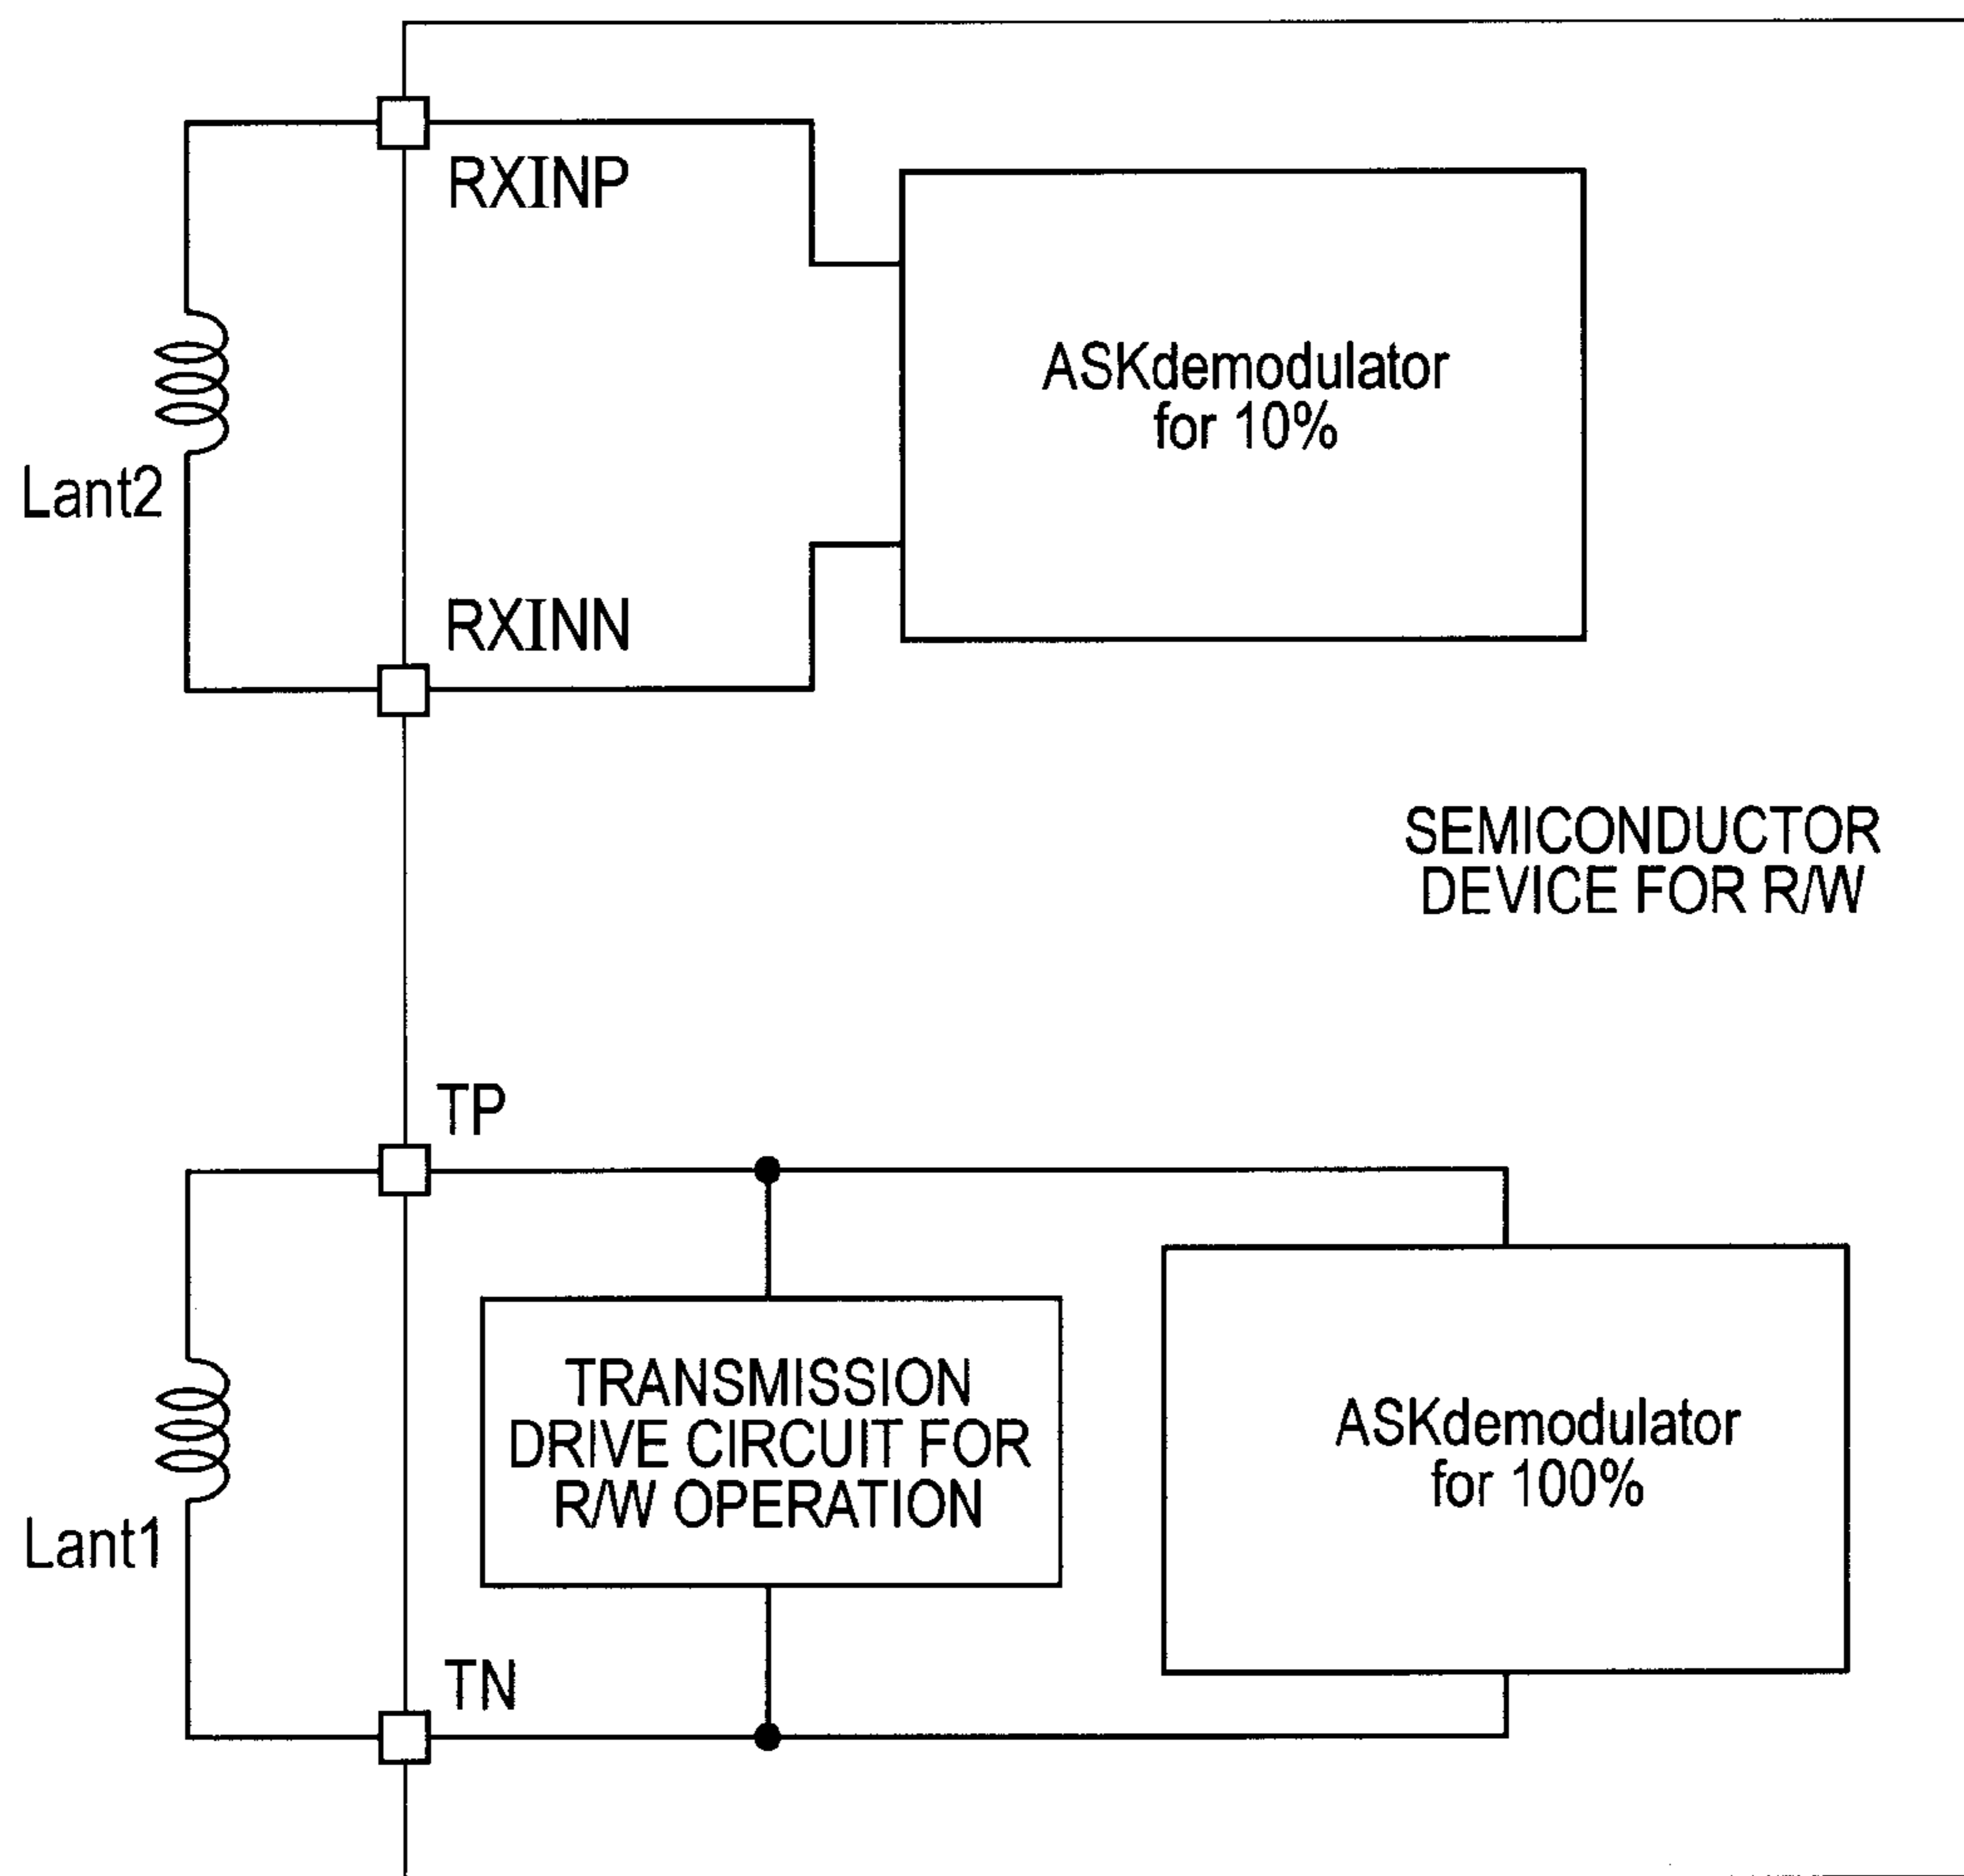 RXINP
ASKdemodulator
for 10%
Lant2
RXINN
SEMICONDUCTOR
DEVICE FOR R/W
TP
TRANSMISSION
DRIVE CIRCUIT FOR
R/W OPERATION
ASKdemodulator
for 100%
Lant1
TN